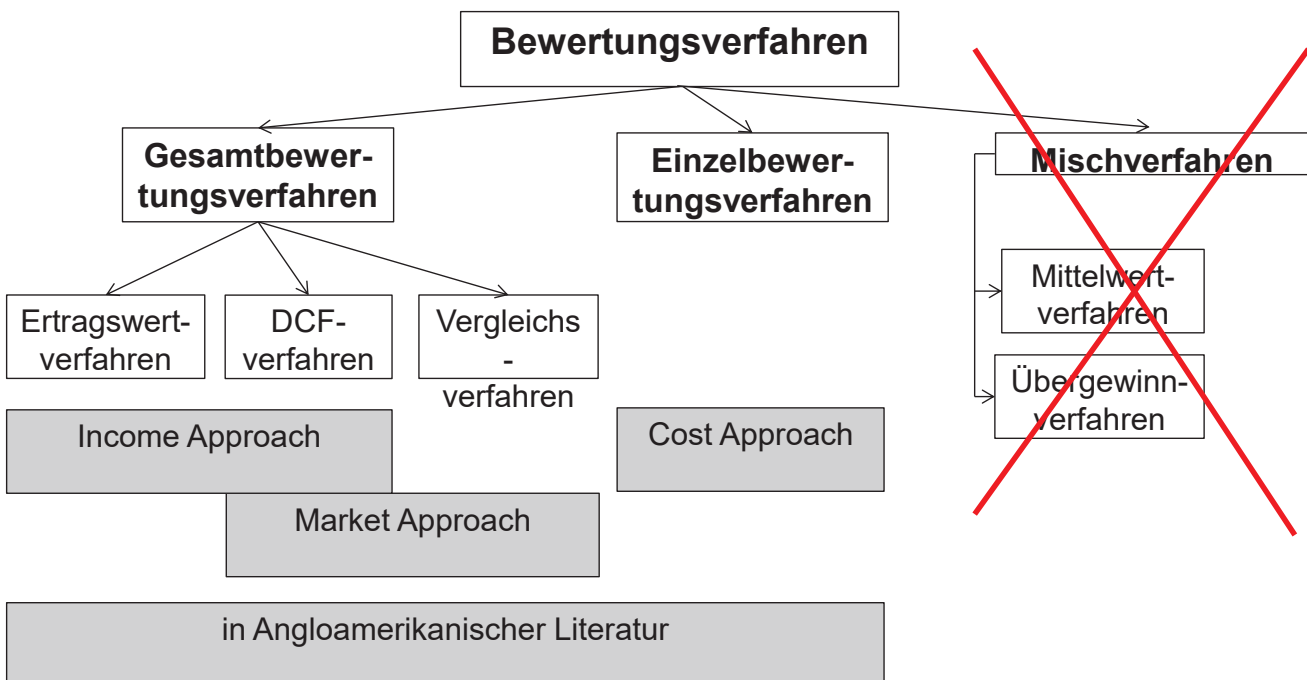 Bewertungsverfahren
Gesamtbewer-
tungsverfahren
Einzelbewer-
tungsverfahren
Mischverfahren
Ertragswert-
verfahren
DCF-
verfahren
Vergleichs
-
verfahren
Mittelwert-
verfahren
Übergewinn-
verfahren
Income Approach
Cost Approach
Market Approach
in Angloamerikanischer Literatur